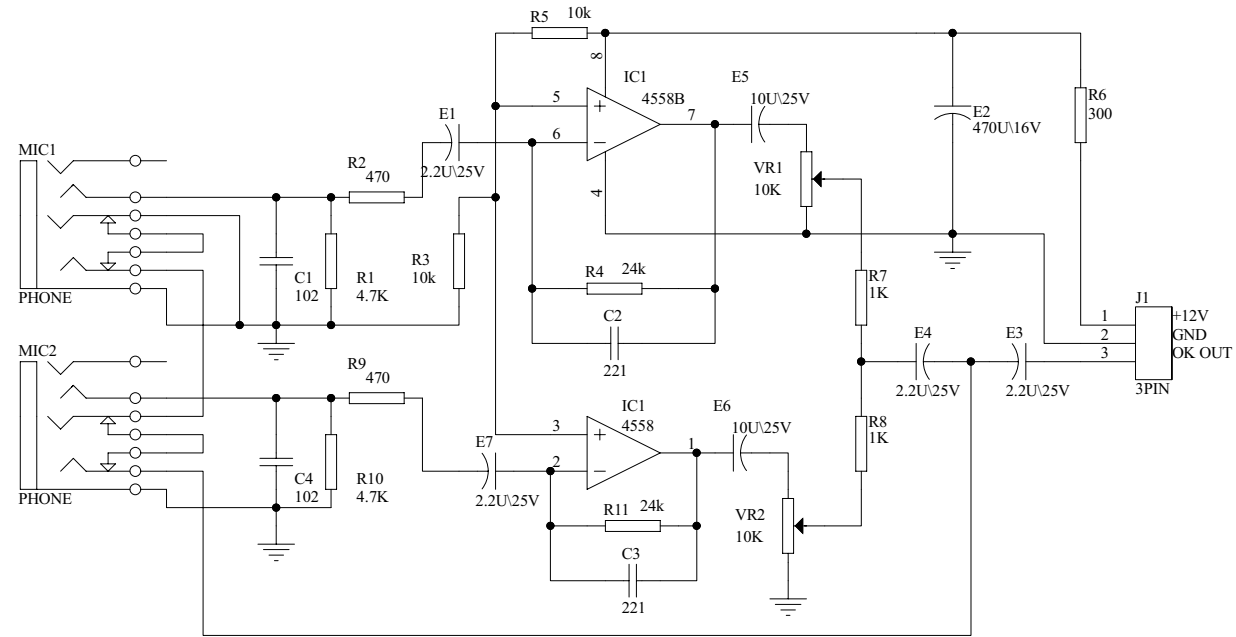 R5 10k
8
IC1
4558B
5
6
7
4
E5
10U\25V
E1
2.2U\25V
E2
470U\16V
R6
300
MIC1
PHONE
R2
470
VR1
10K
C1
102
R1
4.7K
R3
10k
R4 24k
C2
221
R7
1K
J1
1
2
3
+12V
GND
OK OUT
3PIN
E4
2.2U\25V
E3
2.2U\25V
MIC2
PHONE
R9
470
C4
102
R10
4.7K
E7
2.2U\25V
IC1
4558
3
2
1
E6
10U\25V
R8
1K
R11 24k
C3
221
VR2
10K